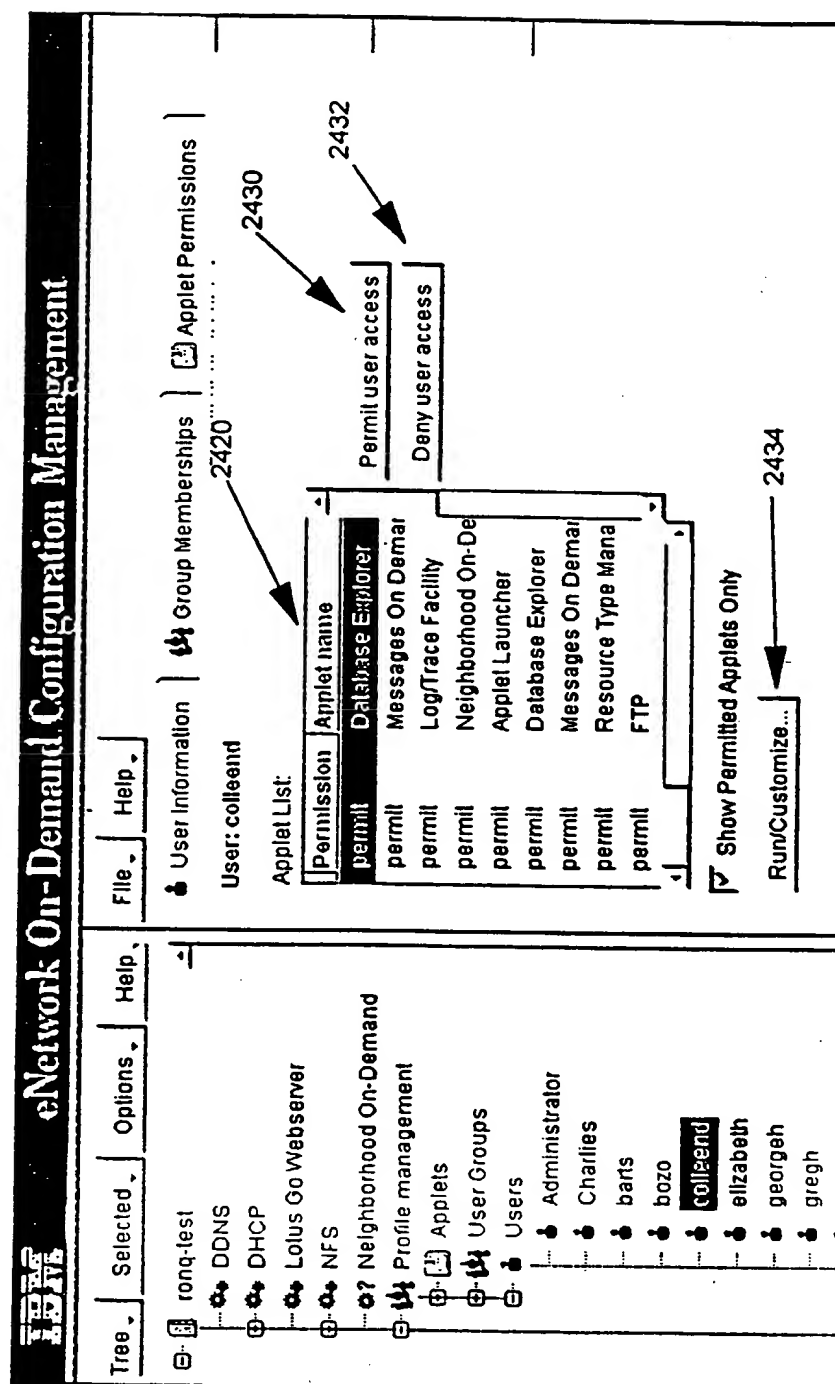 IBM eNetwork On-Demand Configuration Management
Tree Selected Options Help
ronq-test
DDNS
DHCP
Lotus Go Webserver
NFS
? Neighborhood On-Demand
Profile management
Applets
User Groups
Users
Administrator
Charlies
barts
bozo
colleend
elizabeth
georgeh
gregh
File Help
User Information Group Memberships Applet Permissions
User: colleend
2420
Applet List:
Permission Applet name
permit Database Explorer
permit Messages On Deman
permit Log/Trace Facility
permit Neighborhood On-De
permit Applet Launcher
permit Database Explorer
permit Messages On Deman
permit Resource Type Mana
permit FTP
Permit user access
2430
Deny user access
2432
Show Permitted Applets Only
Run/Customize...
2434